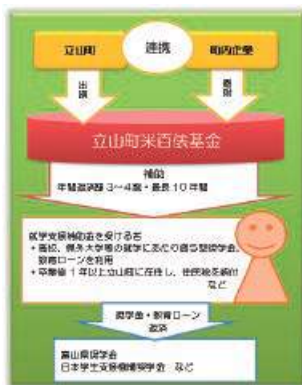 連携
立山町
町内企業
出捐
寄附
立山町米百俵基金
補助
年間返済額3~4割・最長10年間
就学支援補助金を受ける者
・高校、県外大学等の就学にあたり貸与型奨学金、
教育ローンを利用
・卒業後1年以上立山町に在住し、住民税を納付
など
奨学金・教育ローン
返済
富山県奨学会
日本学生支援機構奨学金 など